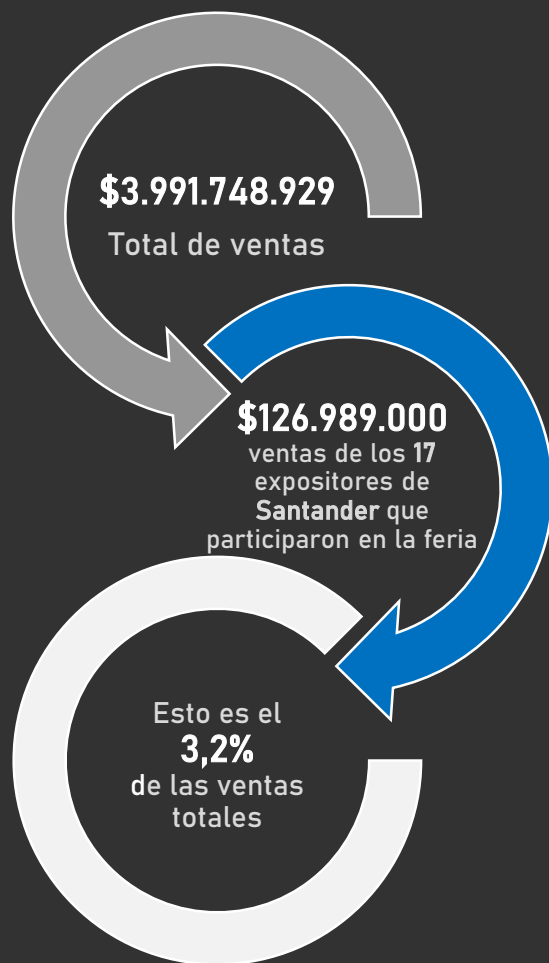 $3.991.748.929
Total de ventas
$126.989.000
ventas de los 17
expositores de
Santander que
participaron en la feria
Esto es el
3,2%
de las ventas
totales